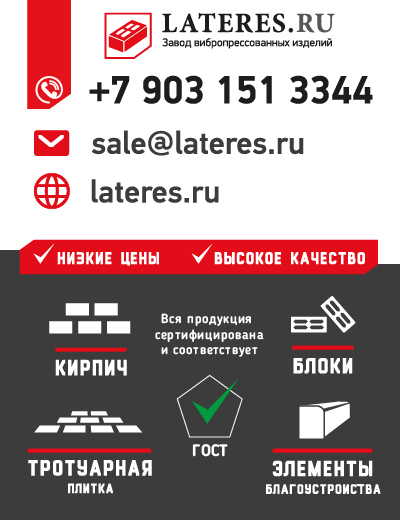 LATERES.RU
Завод вибропрессованных изделий
+7 903 151 3344
sale@lateres.ru
lateres.ru
НИЗКИЕ ЦЕНЫ
ВЫСОКОЕ КАЧЕСТВО
КИРПИЧ
Вся продукция
сертифицирована
и соответствует
БЛОКИ
ГОСТ
ТРОТУАРНАЯ
ПЛИТКА
ЭЛЕМЕНТЫ
БЛАГОУСТРОЙСТВА